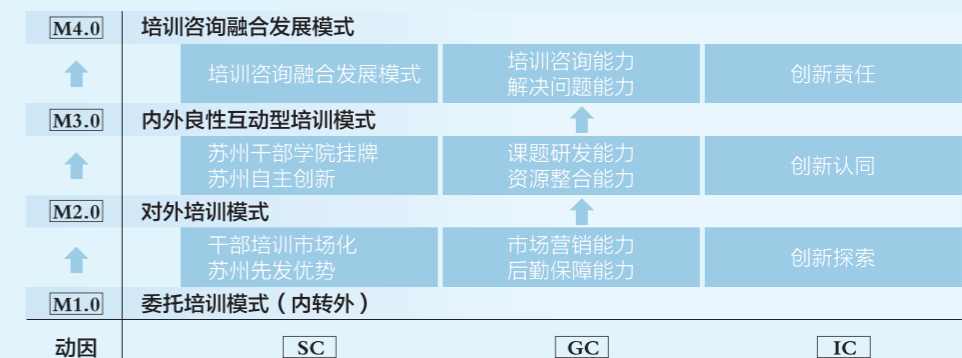 M4.0 培训咨询融合发展模式
培训咨询融合发展模式 培训咨询能力 创新责任
解决问题能力
M3.0 内外良性互动型培训模式
苏州干部学院挂牌 课题研发能力 创新认同
苏州自主创新 资源整合能力
M2.0 对外培训模式
干部培训市场化 市场营销能力 创新探索
苏州先发优势 后勤保障能力
M1.0 委托培训模式（内转外）
动因 SC GC IC